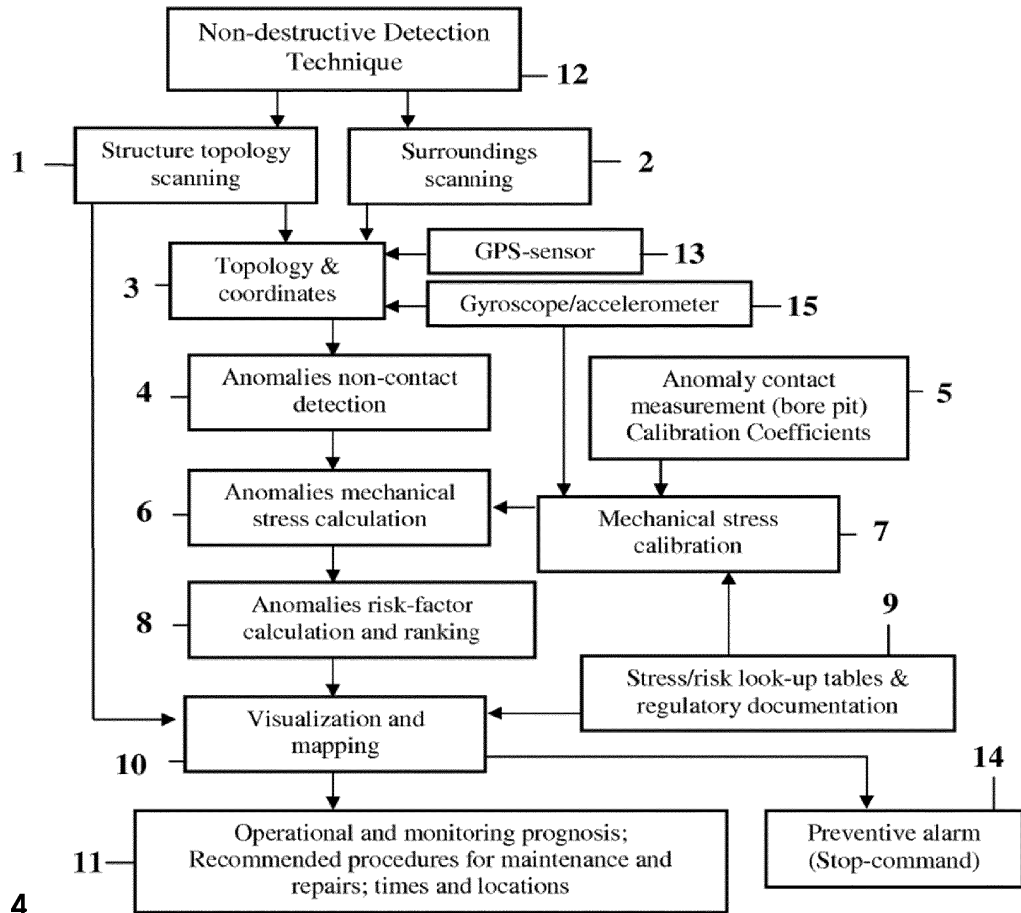 Non-destructive Detection
Technique
12
1
Structure topology
scanning
Surroundings
scanning
2
3
Topology &
coordinates
GPS-sensor
13
Gyroscope/accelerometer
15
4
Anomalies non-contact
detection
Anomaly contact
measurement (bore pit)
Calibration Coefficients
5
6
Anomalies mechanical
stress calculation
Mechanical stress
calibration
7
8
Anomalies risk-factor
calculation and ranking
9
Stress/risk look-up tables &
regulatory documentation
Visualization and
mapping
10
14
Preventive alarm
(Stop-command)
11
Operational and monitoring prognosis;
Recommended procedures for maintenance and
repairs; times and locations
4